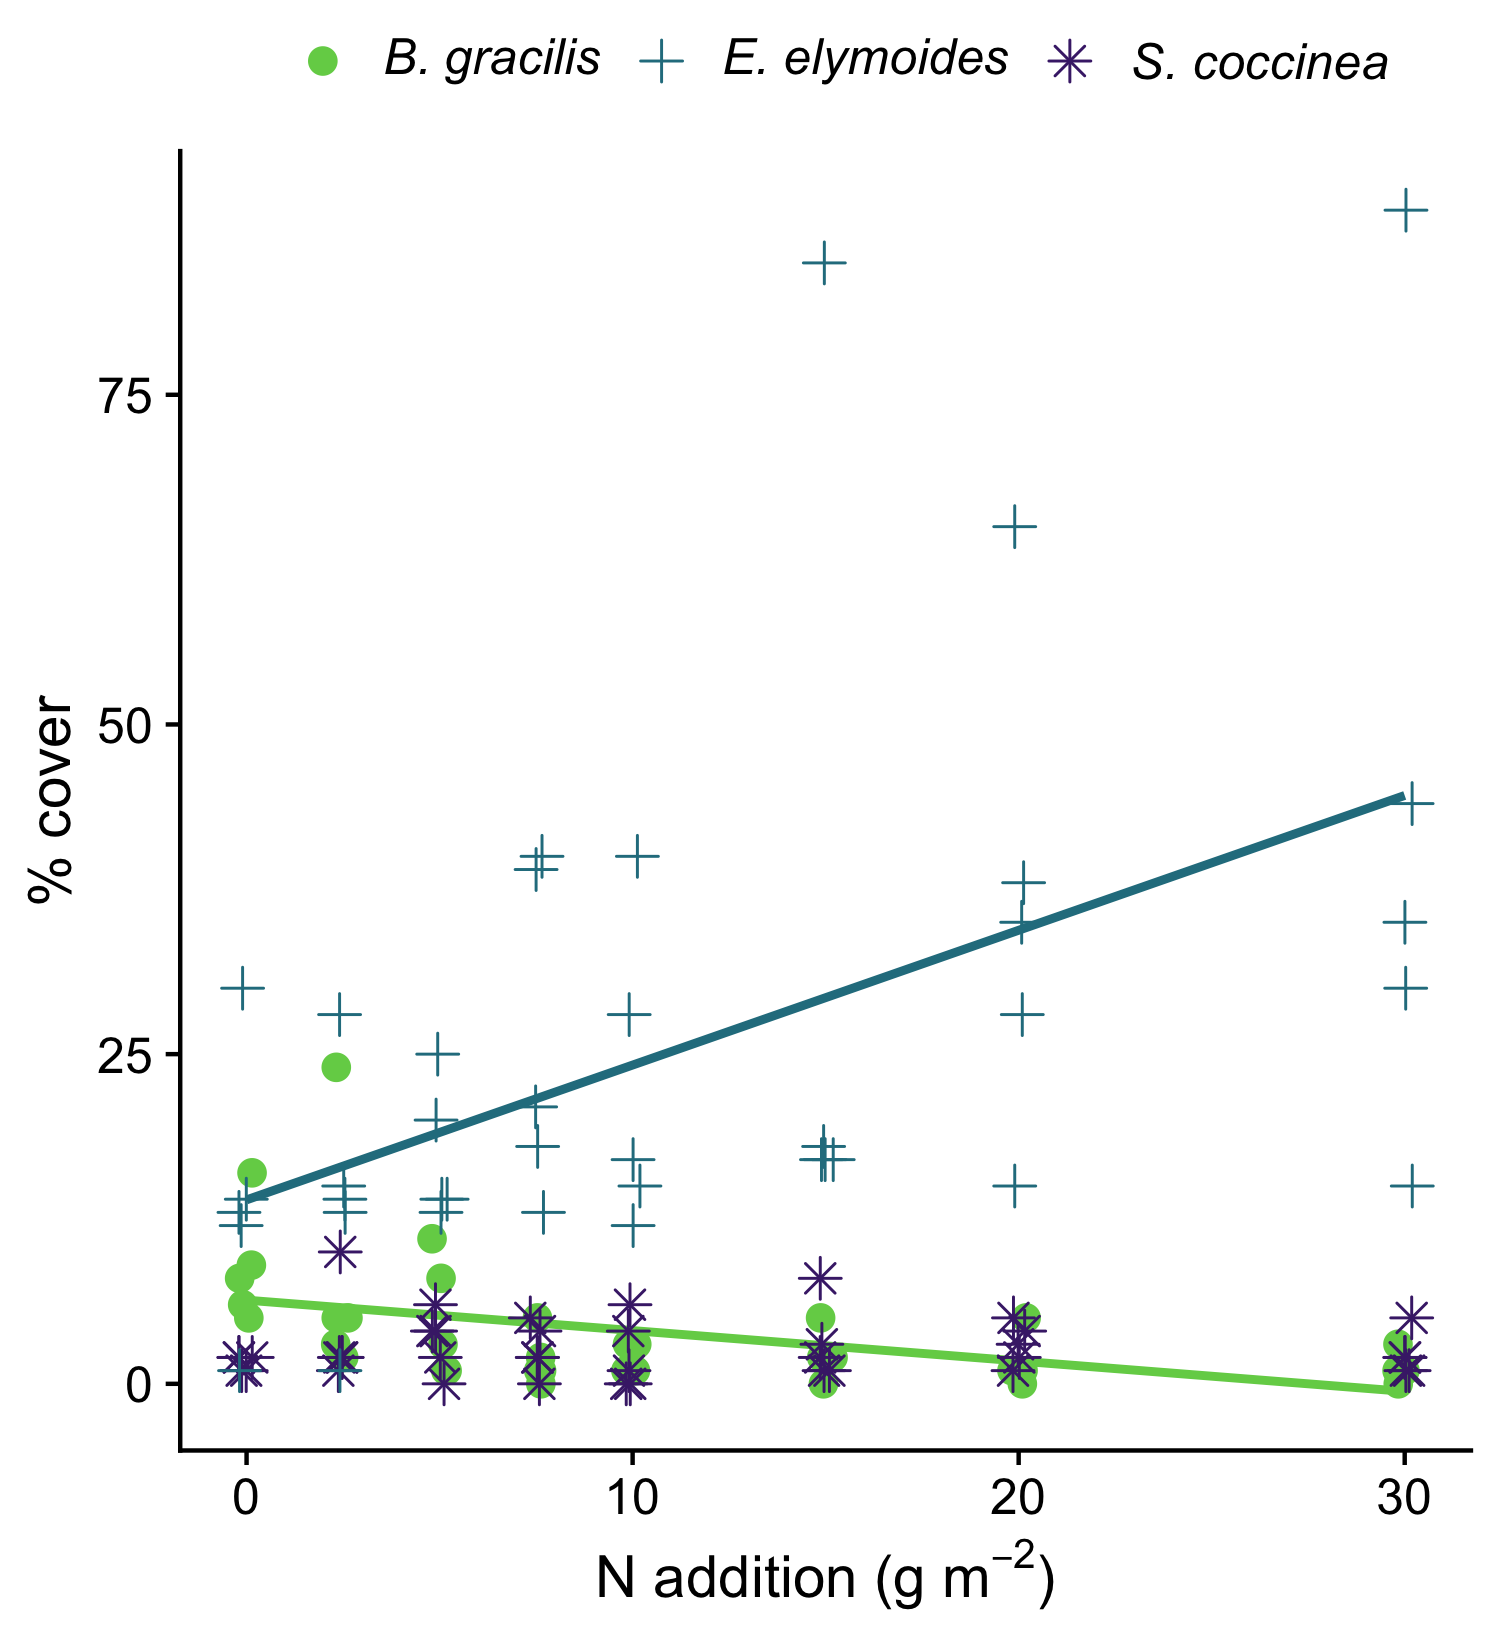 B. gracilis E. elymoides S. coccinea
% cover
75
50
25
0
0 10 20 30
N addition (g m⁻²)